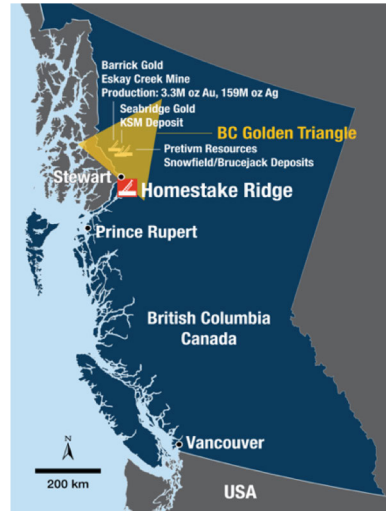 Barrick Gold
Eskay Creek Mine
Production: 3.3M oz Au, 159M oz Ag
Seabridge Gold
KSM Deposit
BC Golden Triangle
Pretivm Resources
Snowfield/Brucejack Deposits
Stewart
Homestake Ridge
Prince Rupert
British Columbia
Canada
N
Vancouver
200 km
USA